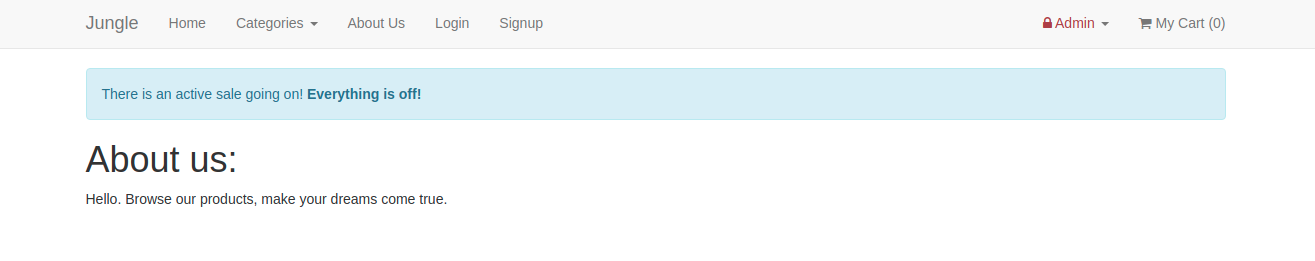 Jungle Home Categories About Us Login Signup Admin My Cart (0)
There is an active sale going on! Everything is off!
About us:
Hello. Browse our products, make your dreams come true.